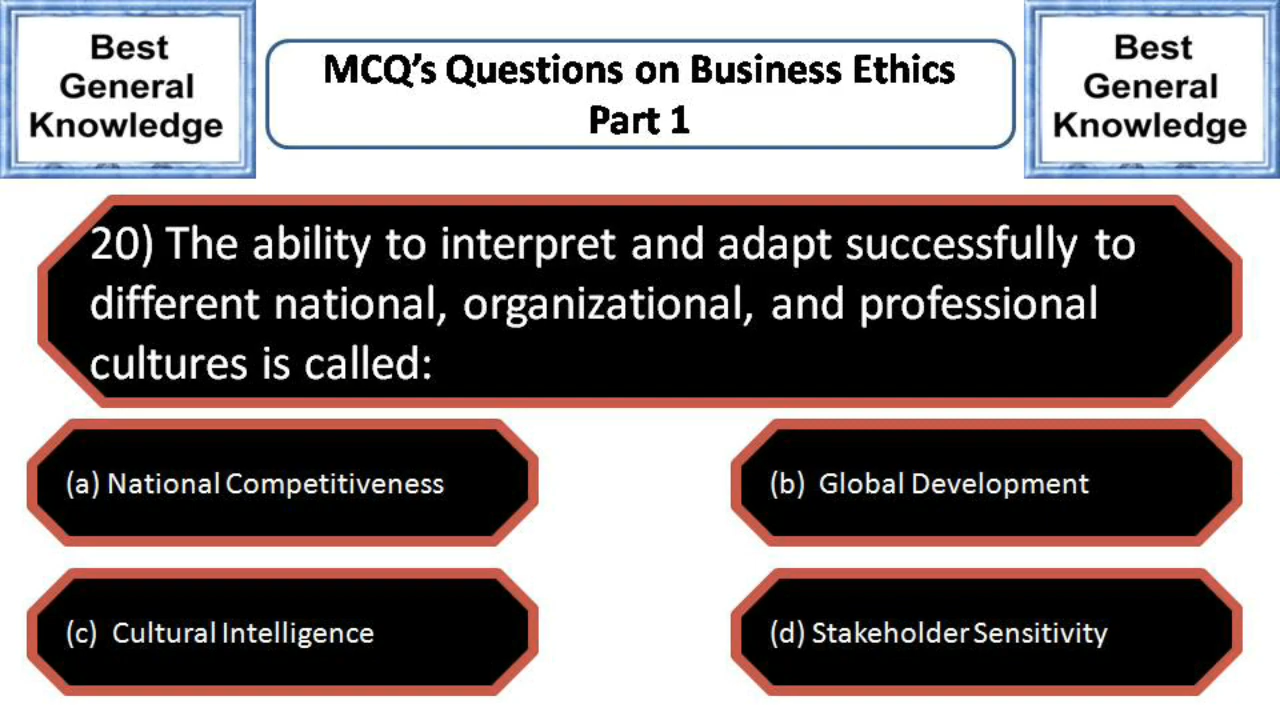 Best
General
Knowledge
MCQ’s Questions on Business Ethics
Part 1
Best
General
Knowledge
20) The ability to interpret and adapt successfully to
different national, organizational, and professional
cultures is called:
(a) National Competitiveness
(b) Global Development
(c) Cultural Intelligence
(d) Stakeholder Sensitivity